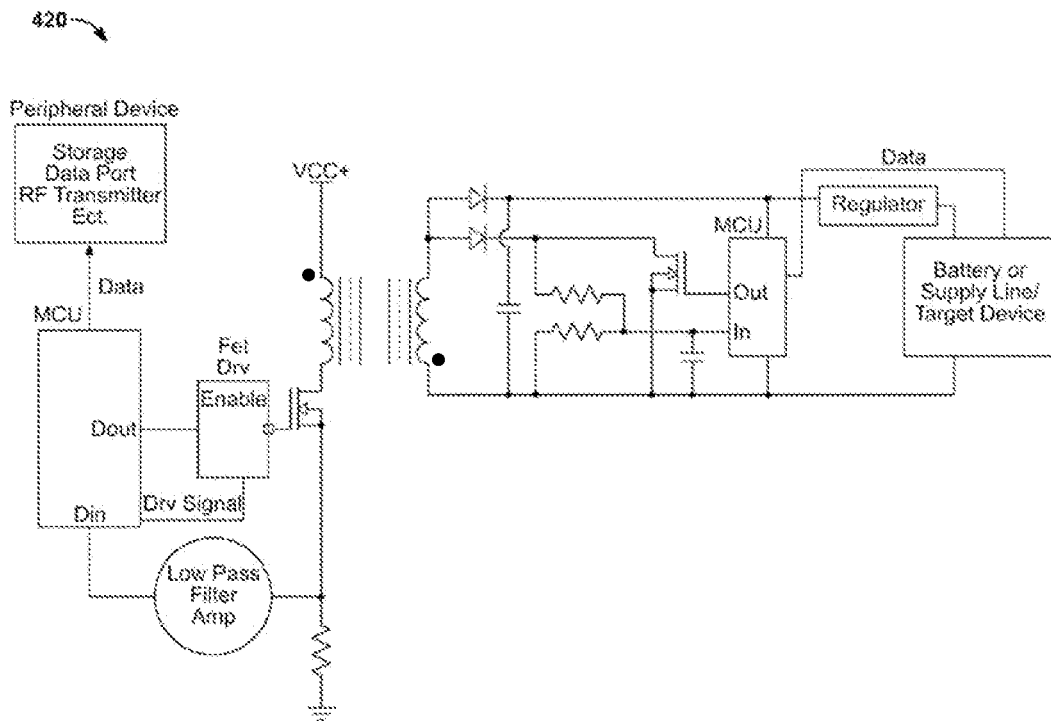 420
Peripheral Device
Storage
Data Port
RF Transmitter
Ect.
Data
MCU
Dout
Din
Fet
Drv
Enable
Drv Signal
Low Pass
Filter
Amp
VCC+
Data
MCU
Regulator
Out
In
Battery or
Supply Line/
Target Device